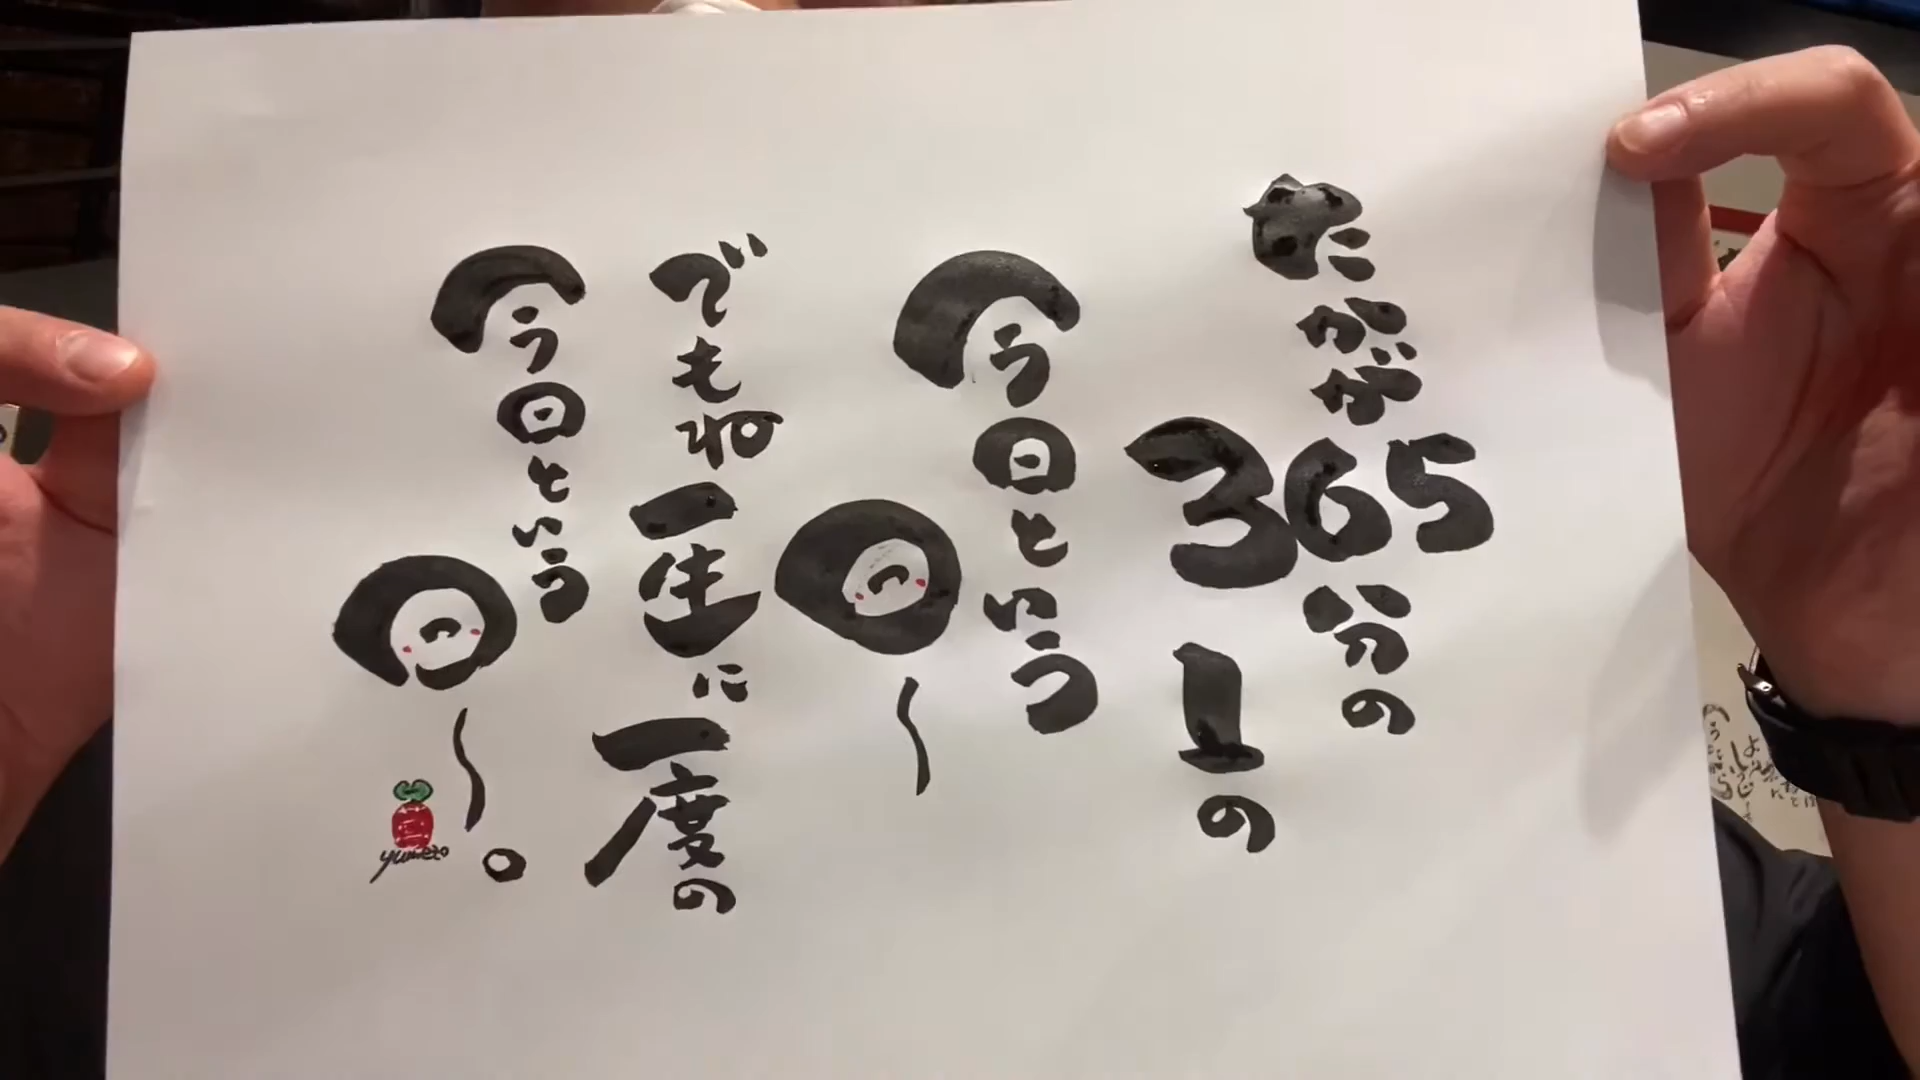 たかが365分の
1の
今日という
日〜
でもね
一生に
一度の
今日という
日〜。
yumezo